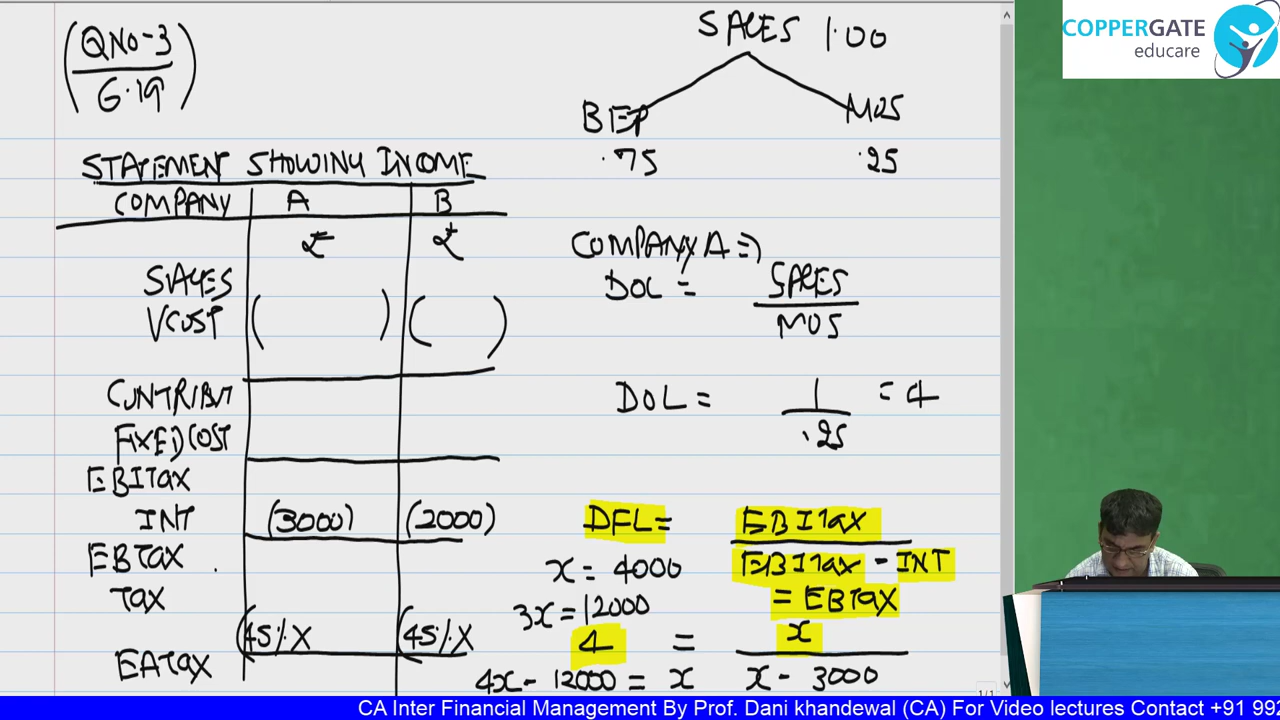 QNO-3
6.19
STATEMENT SHOWING INCOME
COMPANY A B
₹ ₹
SALES
VCOST ( ) ( )
CONTRIBUT
FIXED COST
EBITax
INT (3000) (2000)
EBTAX
TAX
(45%X (45%X
EATAX
SALES 1.00
BEP MOS
.75 .25
COMPANY A =>
DOL = SALES
MOS
DOL = 1 = 4
.25
DFL = EBITax
EBITax - INT
= EBTax
x = 4000
3x = 12000
4 = x
x - 3000
4x - 12000 = x
COPPERGATE
educare
1/1
CA Inter Financial Management By Prof. Dani khandewal (CA) For Video lectures Contact +91 99